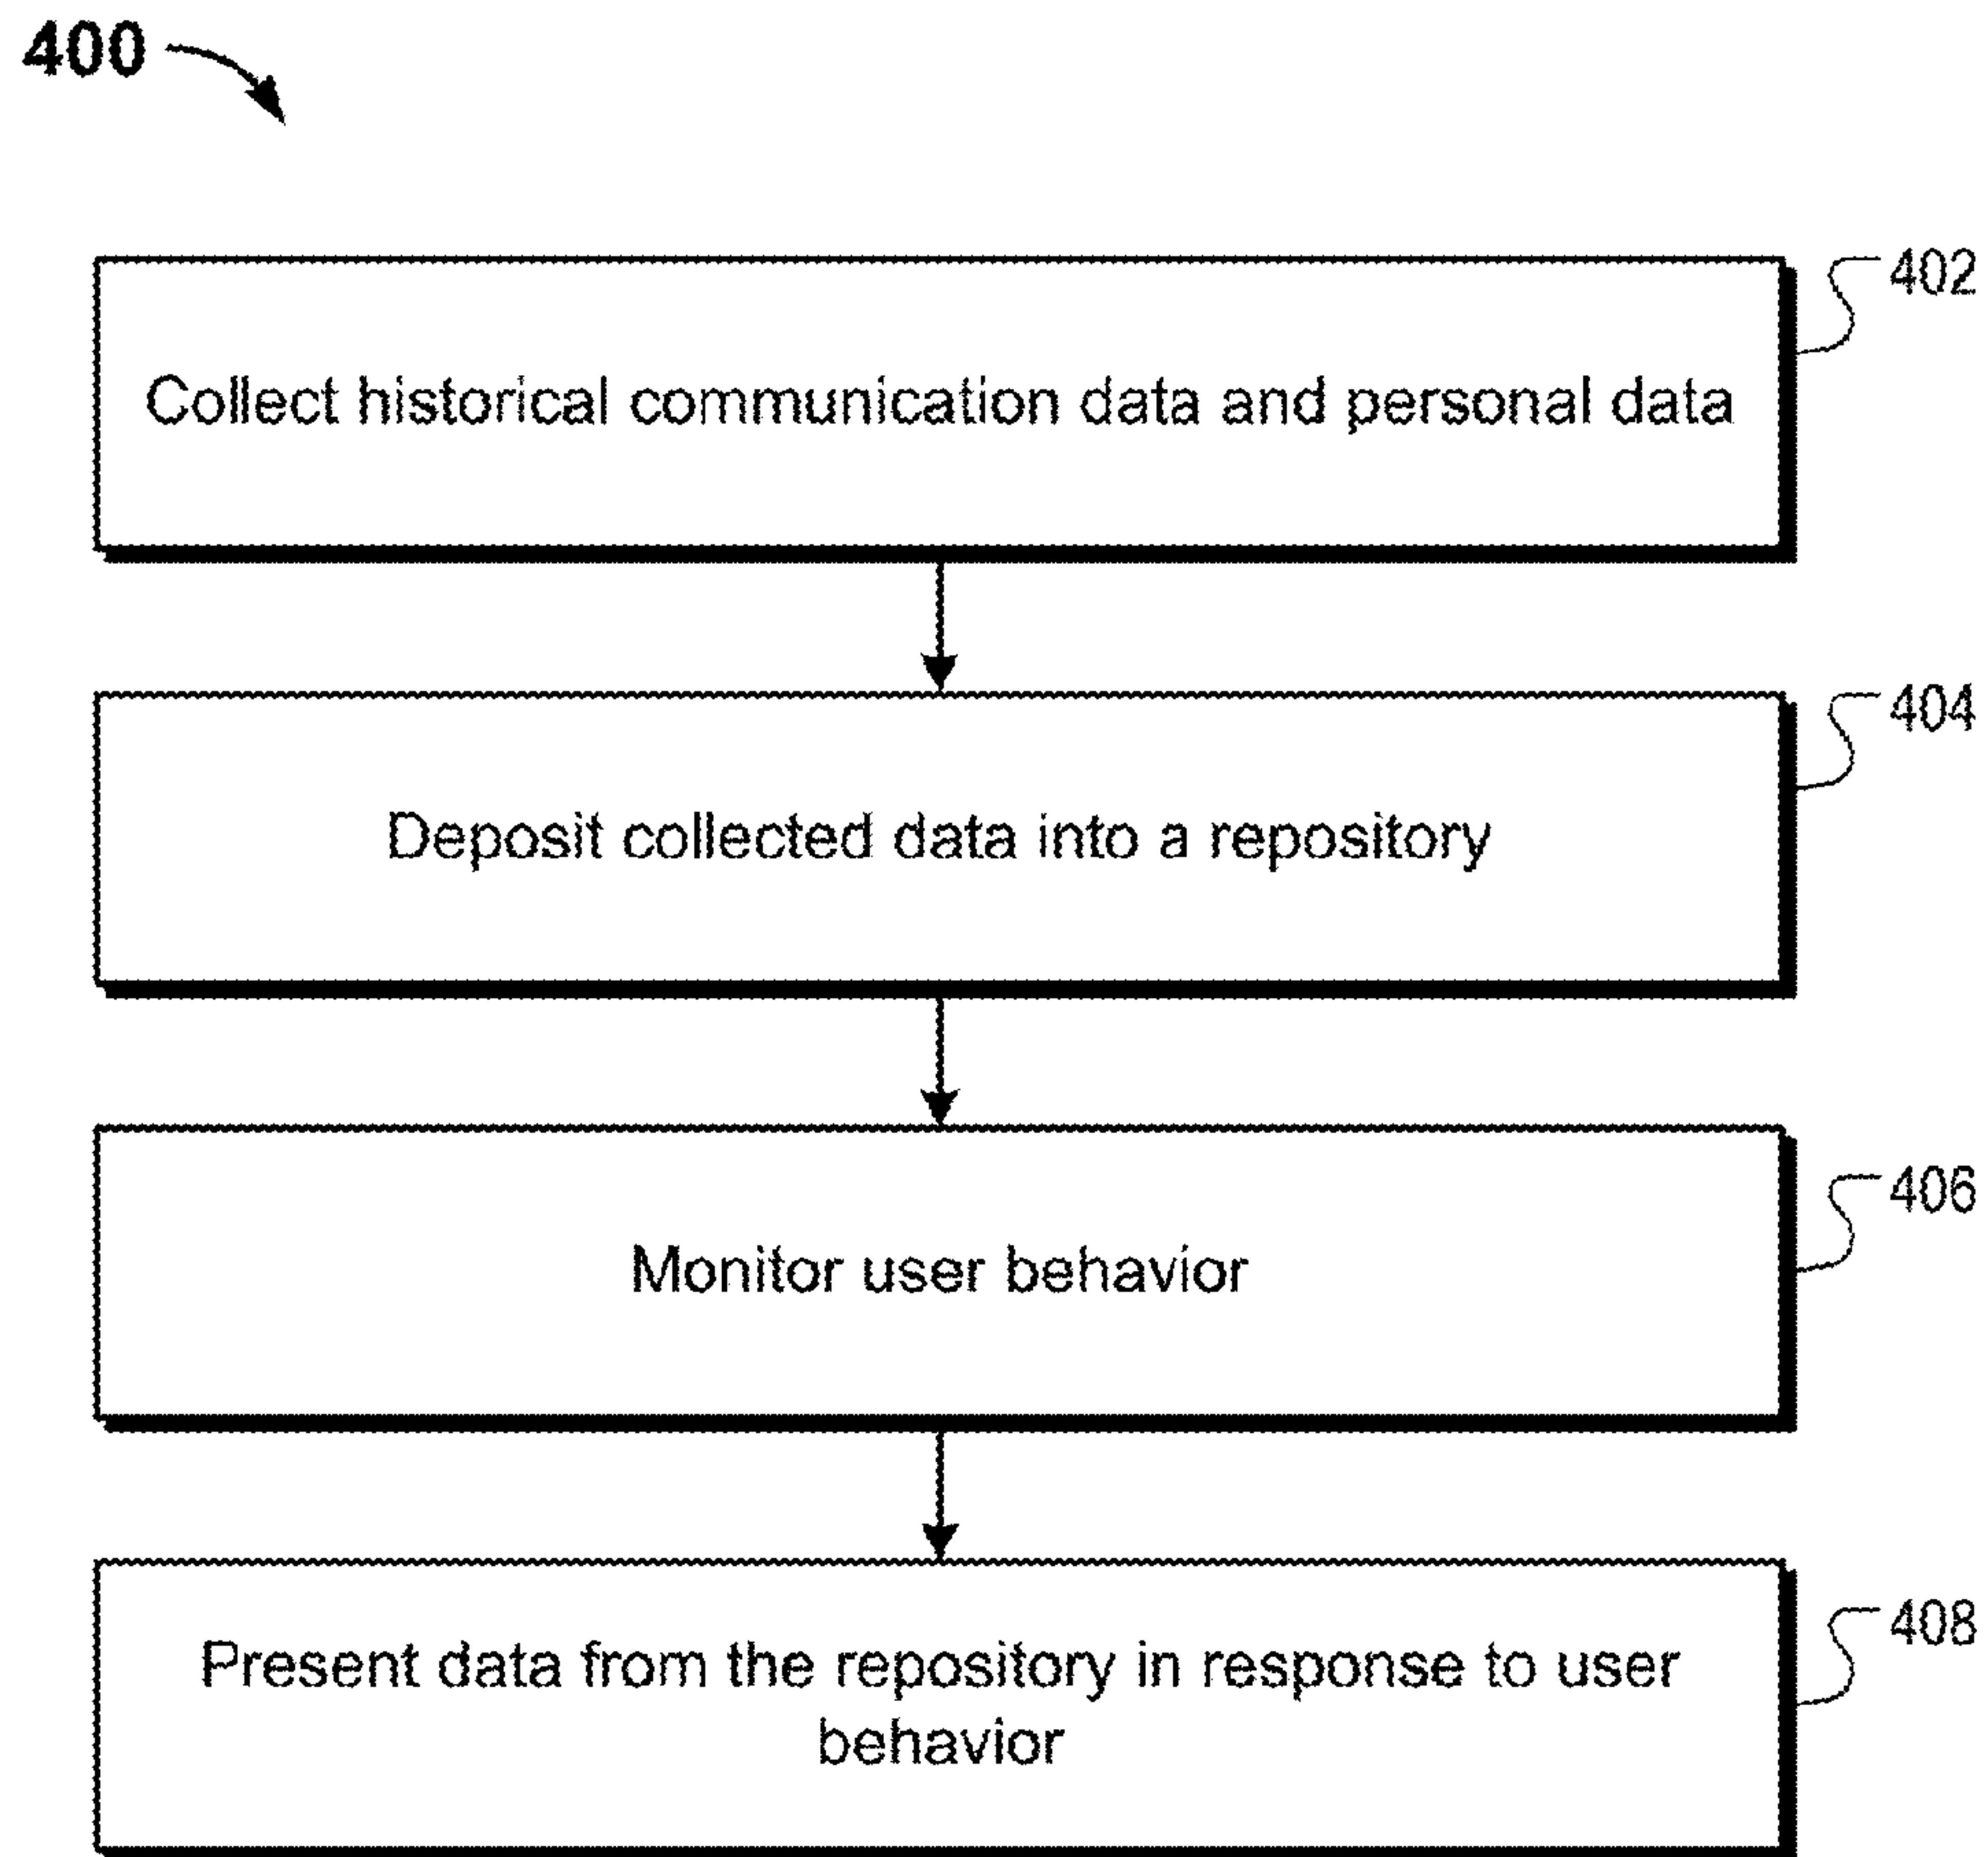 400
402
Collect historical communication data and personal data
404
Deposit collected data into a repository
406
Monitor user behavior
408
Present data from the repository in response to user
behavior